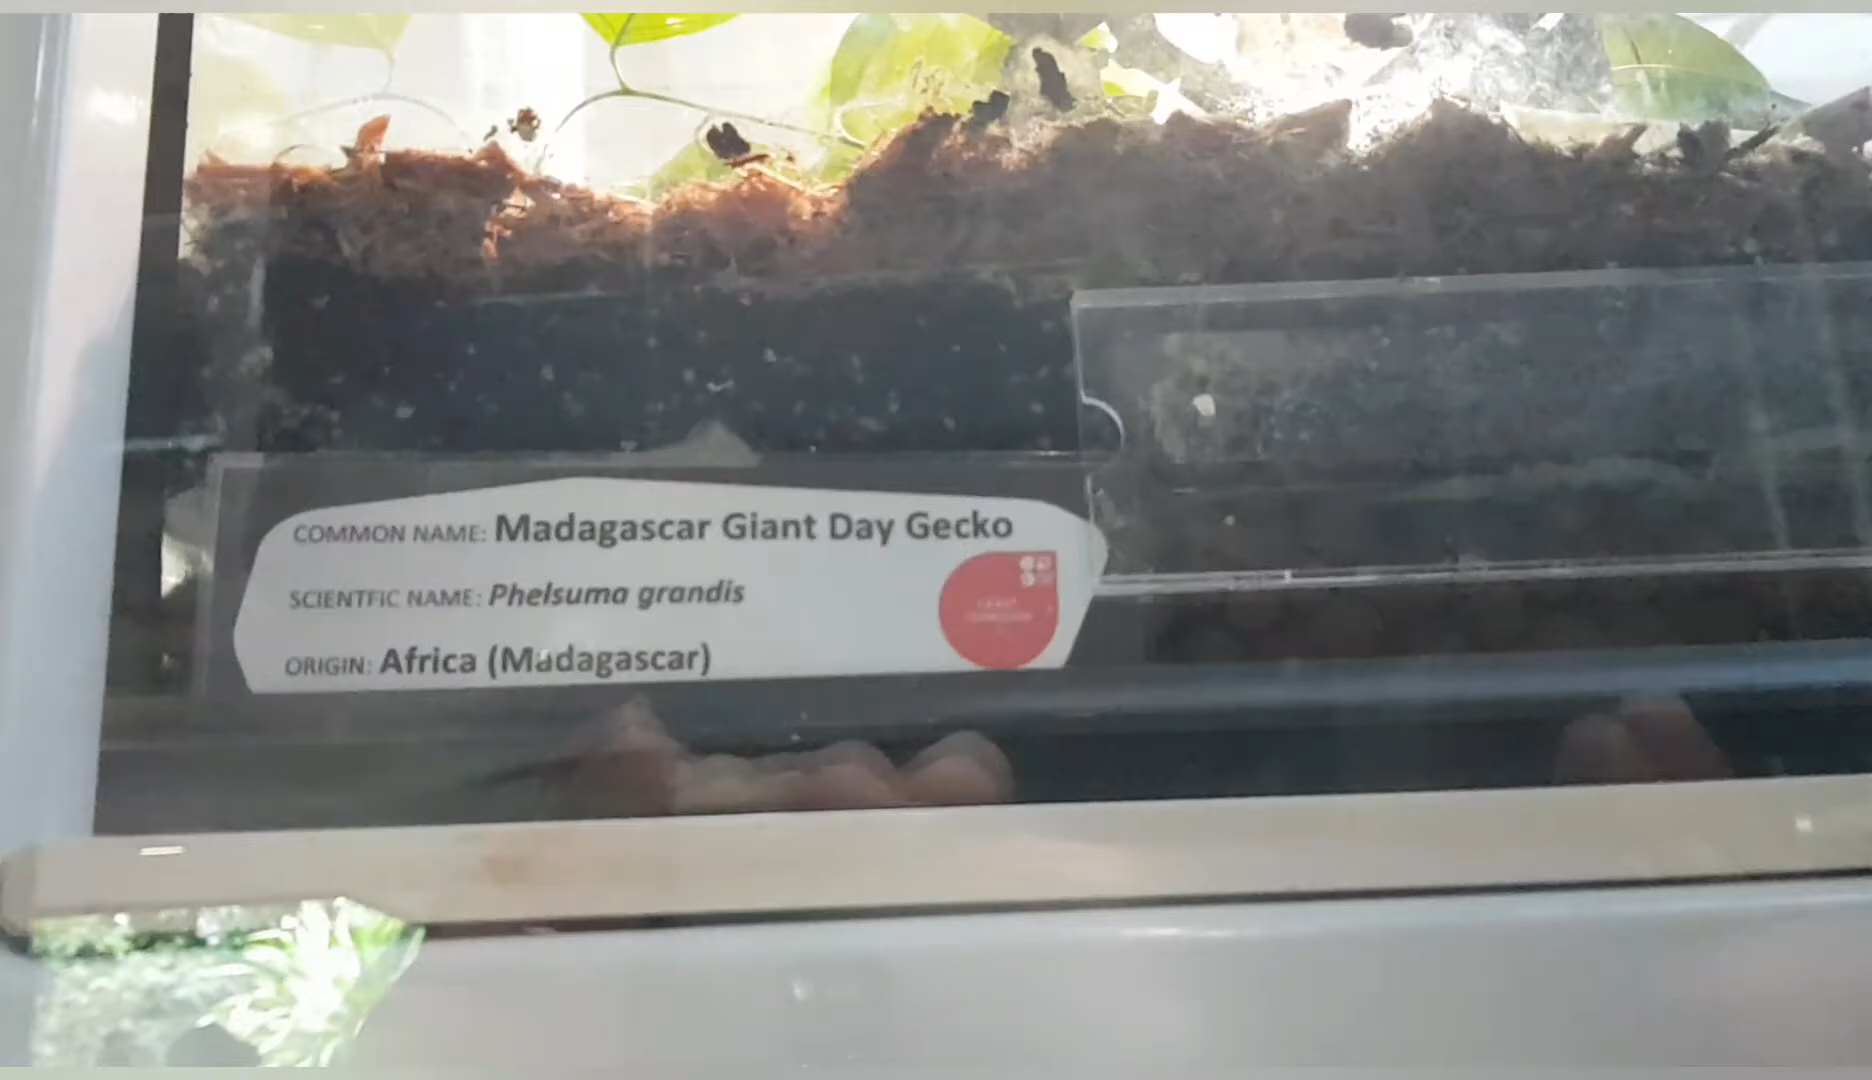 COMMON NAME: Madagascar Giant Day Gecko
SCIENTFIC NAME: Phelsuma grandis
ORIGIN: Africa (Madagascar)